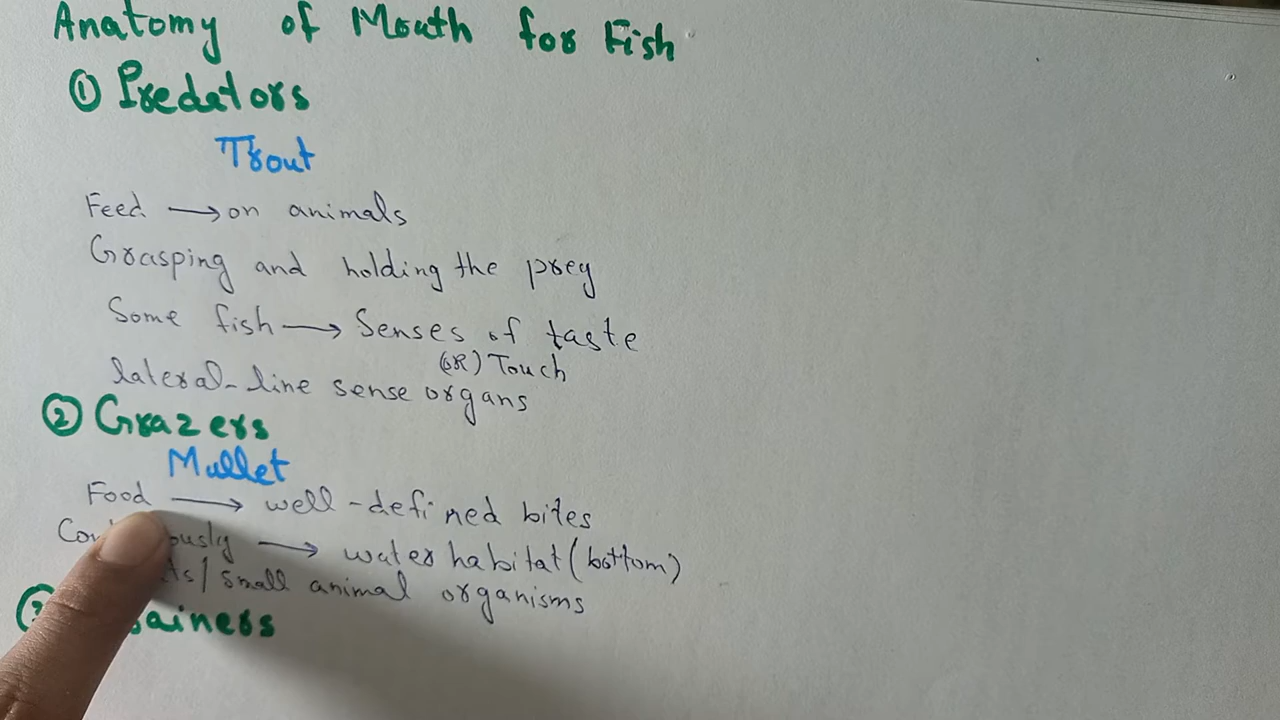 Anatomy of Mouth for Fish
① Predators
Trout
Feed → on animals
Grasping and holding the prey
Some fish → Senses of taste
(OR) Touch
lateral-line sense organs
② Grazers
Mullet
Food → well-defined bites
→ water habitat (bottom)
/ small animal organisms